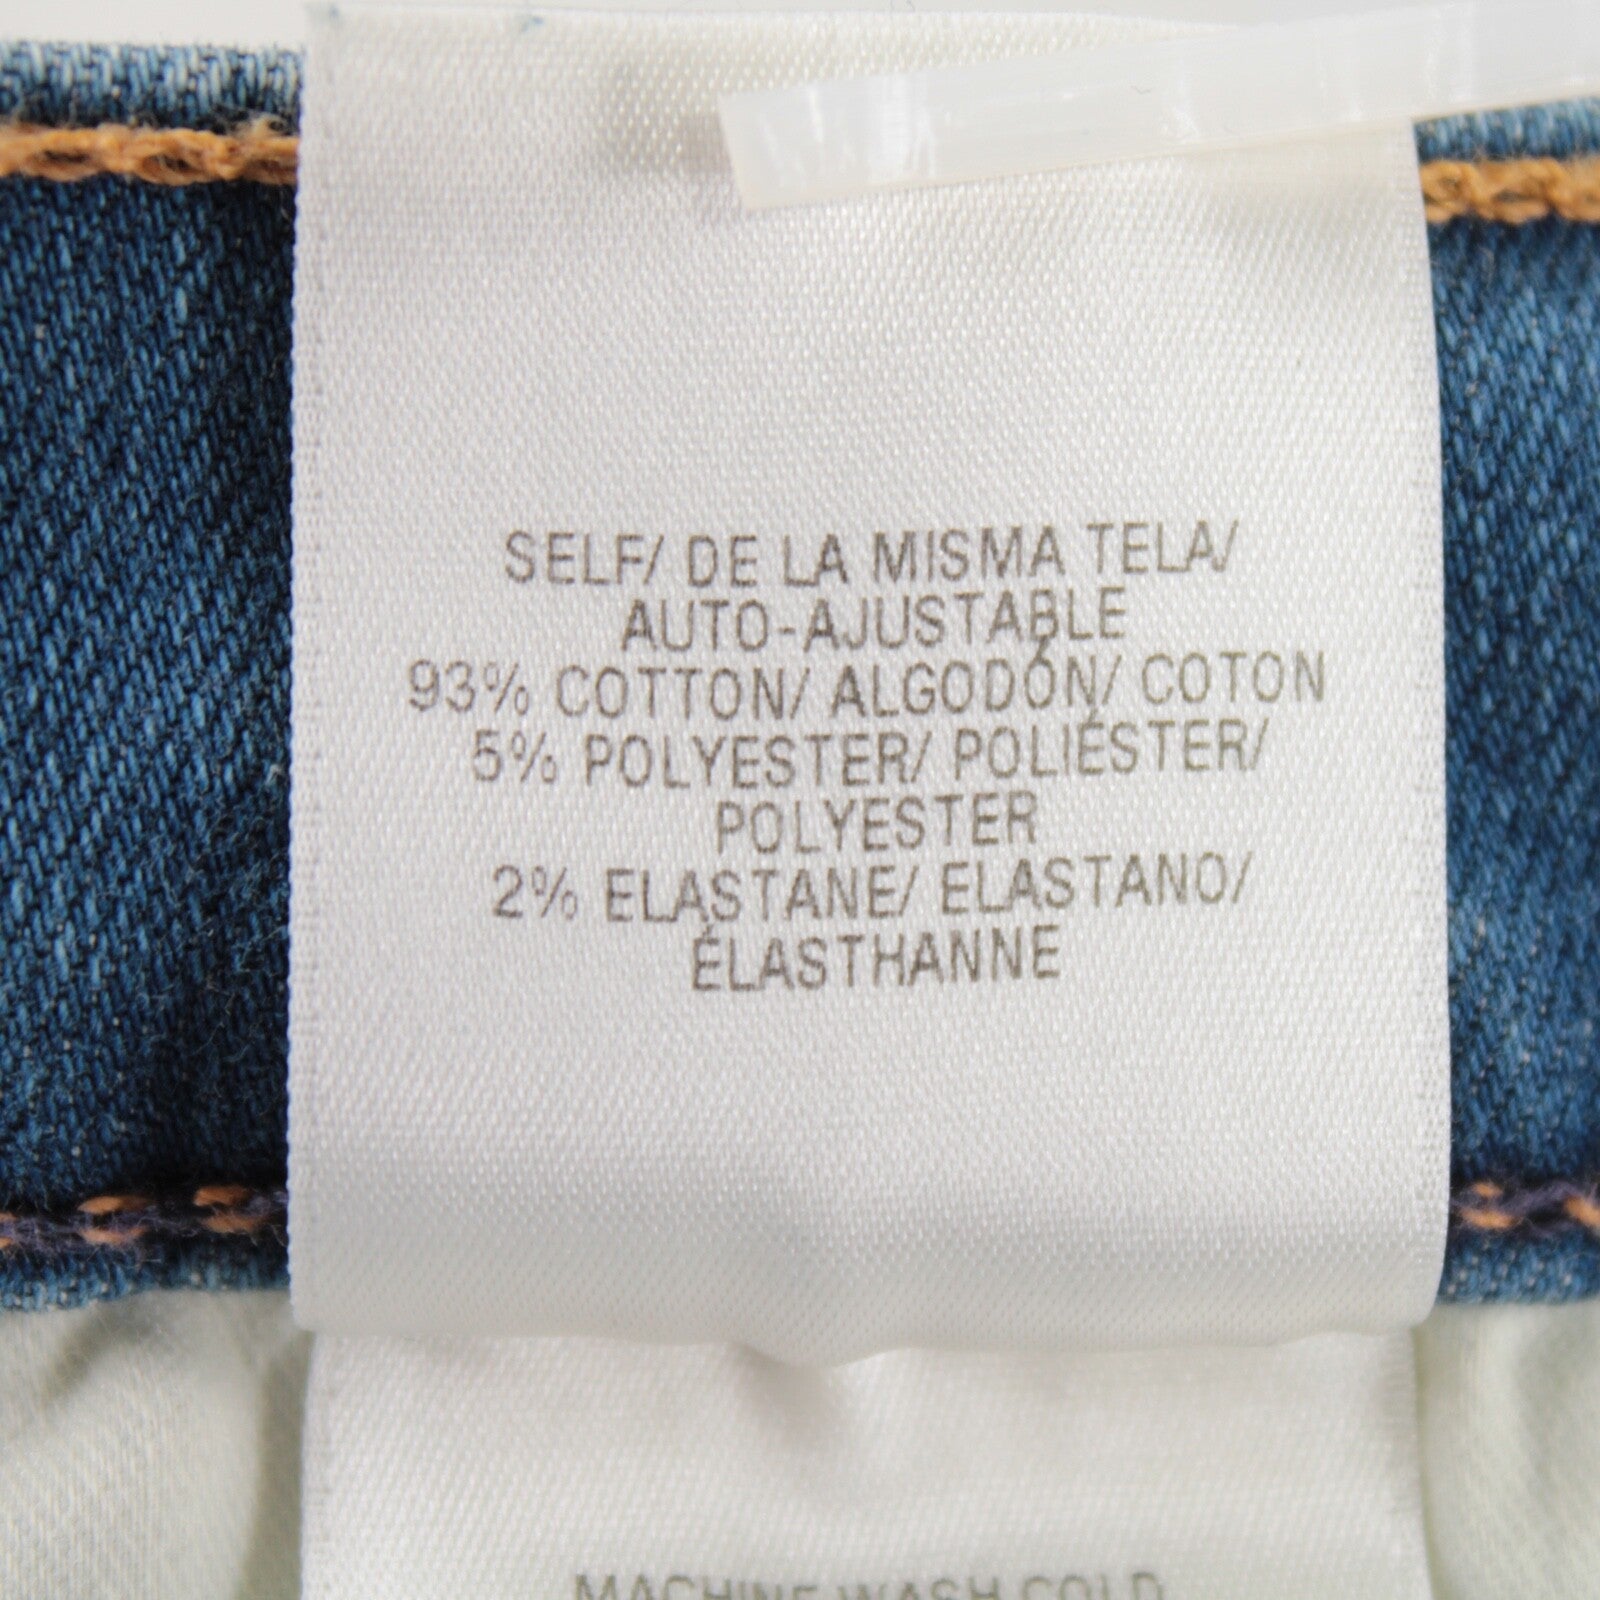 SELF/ DE LA MISMA TELA/
AUTO-AJUSTABLE
93% COTTON/ ALGODÓN/ COTON
5% POLYESTER/ POLIÉSTER/
POLYESTER
2% ELASTANE/ ELASTANO/
ÉLASTHANNE
MACHINE WASH COLD